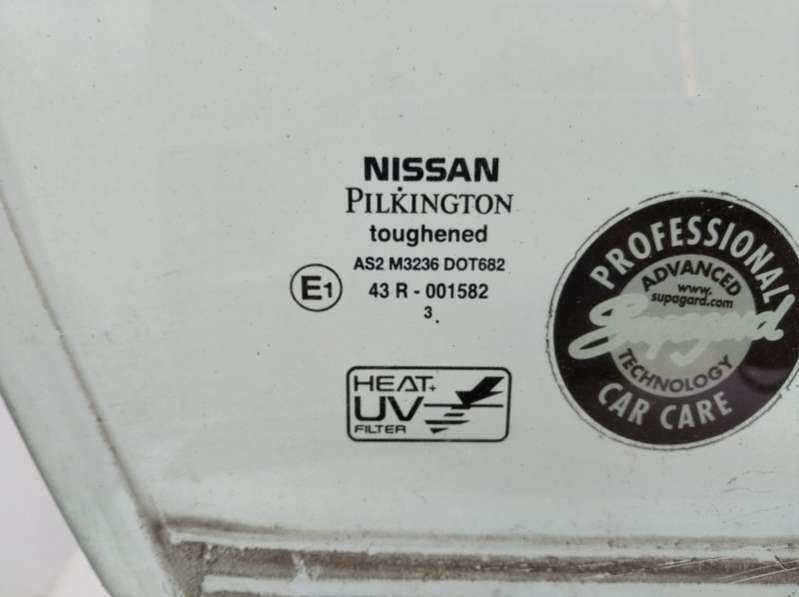 NISSAN
PILKINGTON
toughened
AS2 M3236 DOT682
E1
43 R - 001582
3.
HEAT+
UV
FILTER
PROFESSIONAL
ADVANCED
www.
supagard.com
Supagard
TECHNOLOGY
CAR CARE